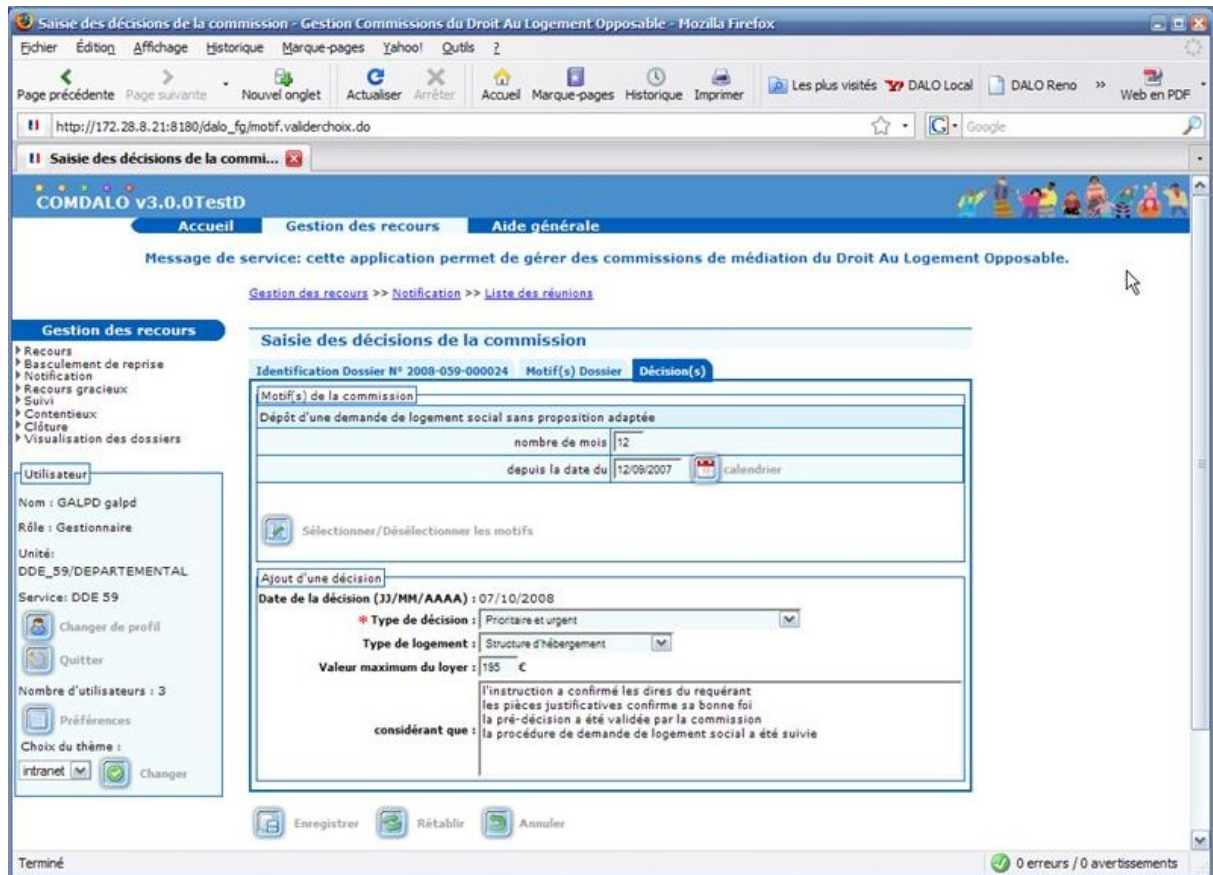 Saisie des décisions de la commission - Gestion Commissions du Droit Au Logement Opposable - Mozilla Firefox
Fichier Édition Affichage Historique Marque-pages Yahoo! Outils ?
Page précédente Page suivante Nouvel onglet Actualiser Arrêter Accueil Marque-pages Historique Imprimer Les plus visités DALO Local DALO Reno » Web en PDF
http://172.28.8.21:8180/dalo_fg/motif.validerchoix.do Google
Saisie des décisions de la commi...
COMDALO v3.0.0TestD
Accueil Gestion des recours Aide générale
Message de service: cette application permet de gérer des commissions de médiation du Droit Au Logement Opposable.
Gestion des recours >> Notification >> Liste des réunions
Gestion des recours
Recours
Basculement de reprise
Notification
Recours gracieux
Suivi
Contentieux
Clôture
Visualisation des dossiers
Utilisateur
Nom : GALPD galpd
Rôle : Gestionnaire
Unité:
DDE_59/DEPARTEMENTAL
Service: DDE 59
Changer de profil
Quitter
Nombre d'utilisateurs : 3
Préférences
Choix du thème :
intranet Changer
Saisie des décisions de la commission
Identification Dossier N° 2008-059-000024 Motif(s) Dossier Décision(s)
Motif(s) de la commission
Dépôt d'une demande de logement social sans proposition adaptée
nombre de mois 12
depuis la date du 12/09/2007 calendrier
Sélectionner/Désélectionner les motifs
Ajout d'une décision
Date de la décision (JJ/MM/AAAA) : 07/10/2008
* Type de décision : Prioritaire et urgent
Type de logement : Structure d'hébergement
Valeur maximum du loyer : 195 €
considérant que :
l'instruction a confirmé les dires du requérant
les pièces justificatives confirme sa bonne foi
la pré-décision a été validée par la commission
la procédure de demande de logement social a été suivie
Enregistrer Rétablir Annuler
Terminé 0 erreurs / 0 avertissements